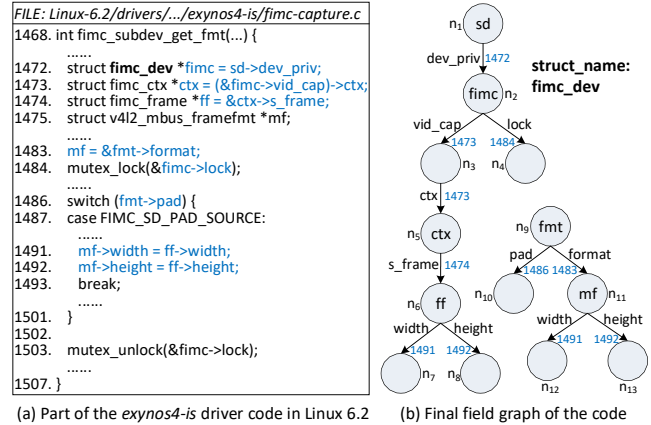 FILE: Linux-6.2/drivers/.../exynos4-is/fimc-capture.c
1468. int fimc_subdev_get_fmt(...) {
......
1472. struct fimc_dev *fimc = sd->dev_priv;
1473. struct fimc_ctx *ctx = (&fimc->vid_cap)->ctx;
1474. struct fimc_frame *ff = &ctx->s_frame;
1475. struct v4l2_mbus_framefmt *mf;
......
1483. mf = &fmt->format;
1484. mutex_lock(&fimc->lock);
......
1486. switch (fmt->pad) {
1487. case FIMC_SD_PAD_SOURCE:
......
1491. mf->width = ff->width;
1492. mf->height = ff->height;
1493. break;
......
1501. }
1502.
1503. mutex_unlock(&fimc->lock);
......
1507. }
(a) Part of the exynos4-is driver code in Linux 6.2
n1 sd
dev_priv 1472
struct_name:
fimc_dev
fimc n2
vid_cap lock
1473 1484
n3 n4
ctx 1473
n5 ctx
n9 fmt
s_frame 1474
pad format
1486 1483
n6 ff
n10 mf n11
width height
1491 1492
n7 n8
width height
1491 1492
n12 n13
(b) Final field graph of the code